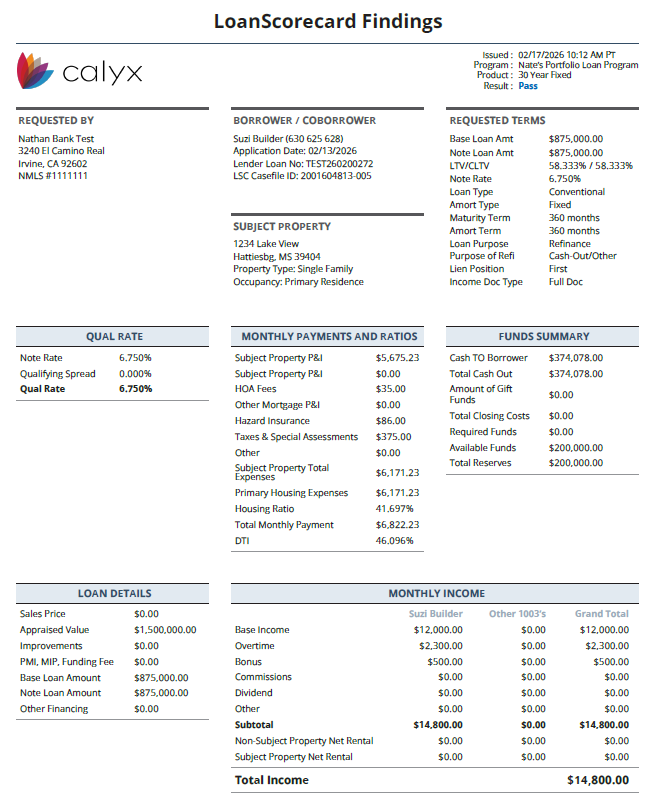 LoanScorecard Findings
calyx
Issued : 02/17/2026 10:12 AM PT
Program : Nate's Portfolio Loan Program
Product : 30 Year Fixed
Result : Pass
REQUESTED BY
Nathan Bank Test
3240 El Camino Real
Irvine, CA 92602
NMLS #1111111
BORROWER / COBORROWER
Suzi Builder (630 625 628)
Application Date: 02/13/2026
Lender Loan No: TEST260200272
LSC Casefile ID: 2001604813-005
SUBJECT PROPERTY
1234 Lake View
Hattiesbg, MS 39404
Property Type: Single Family
Occupancy: Primary Residence
REQUESTED TERMS
Base Loan Amt $875,000.00
Note Loan Amt $875,000.00
LTV/CLTV 58.333% / 58.333%
Note Rate 6.750%
Loan Type Conventional
Amort Type Fixed
Maturity Term 360 months
Amort Term 360 months
Loan Purpose Refinance
Purpose of Refi Cash-Out/Other
Lien Position First
Income Doc Type Full Doc
QUAL RATE
Note Rate 6.750%
Qualifying Spread 0.000%
Qual Rate 6.750%
MONTHLY PAYMENTS AND RATIOS
Subject Property P&I $5,675.23
Subject Property P&I $0.00
HOA Fees $35.00
Other Mortgage P&I $0.00
Hazard Insurance $86.00
Taxes & Special Assessments $375.00
Other $0.00
Subject Property Total
Expenses $6,171.23
Primary Housing Expenses $6,171.23
Housing Ratio 41.697%
Total Monthly Payment $6,822.23
DTI 46.096%
FUNDS SUMMARY
Cash TO Borrower $374,078.00
Total Cash Out $374,078.00
Amount of Gift
Funds $0.00
Total Closing Costs $0.00
Required Funds $0.00
Available Funds $200,000.00
Total Reserves $200,000.00
LOAN DETAILS
Sales Price $0.00
Appraised Value $1,500,000.00
Improvements $0.00
PMI, MIP, Funding Fee $0.00
Base Loan Amount $875,000.00
Note Loan Amount $875,000.00
Other Financing $0.00
MONTHLY INCOME
Suzi Builder Other 1003's Grand Total
Base Income $12,000.00 $0.00 $12,000.00
Overtime $2,300.00 $0.00 $2,300.00
Bonus $500.00 $0.00 $500.00
Commissions $0.00 $0.00 $0.00
Dividend $0.00 $0.00 $0.00
Other $0.00 $0.00 $0.00
Subtotal $14,800.00 $0.00 $14,800.00
Non-Subject Property Net Rental $0.00 $0.00 $0.00
Subject Property Net Rental $0.00 $0.00 $0.00
Total Income $14,800.00